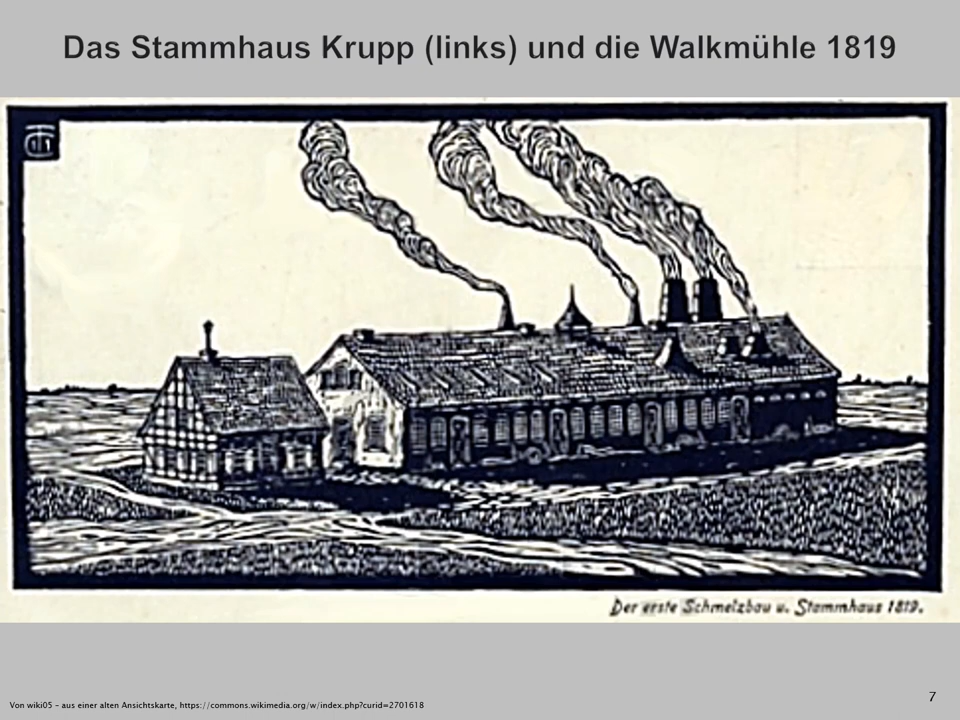 Das Stammhaus Krupp (links) und die Walkmühle 1819
Der erste Schmelzbau u. Stammhaus 1819.
Von wiki05 – aus einer alten Ansichtskarte, https://commons.wikimedia.org/w/index.php?curid=2701618
7